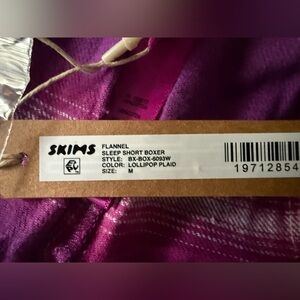 SKIMS
FLANNEL
SLEEP SHORT BOXER
STYLE: BX-BOX-6093W
COLOR: LOLLIPOP PLAID
SIZE: M
19712854